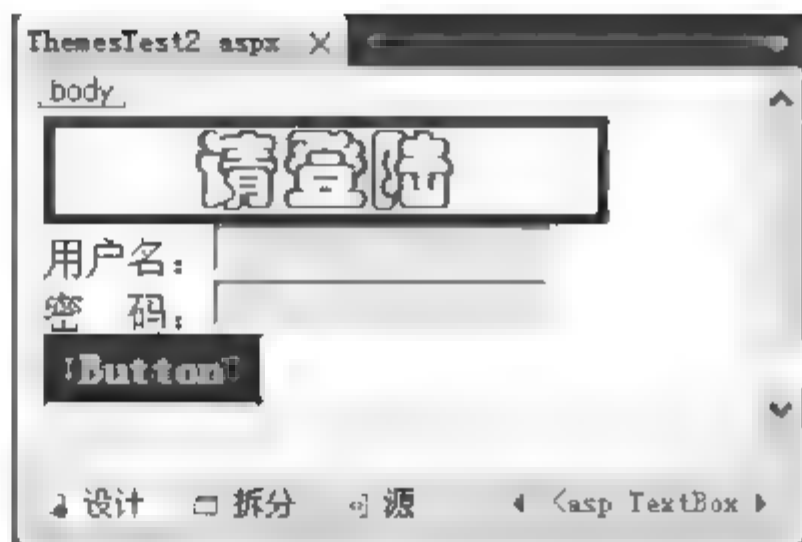 ThemesTest2 aspx ×
body
请登陆
用户名：
密 码：
Button
设计 拆分 源 <asp TextBox